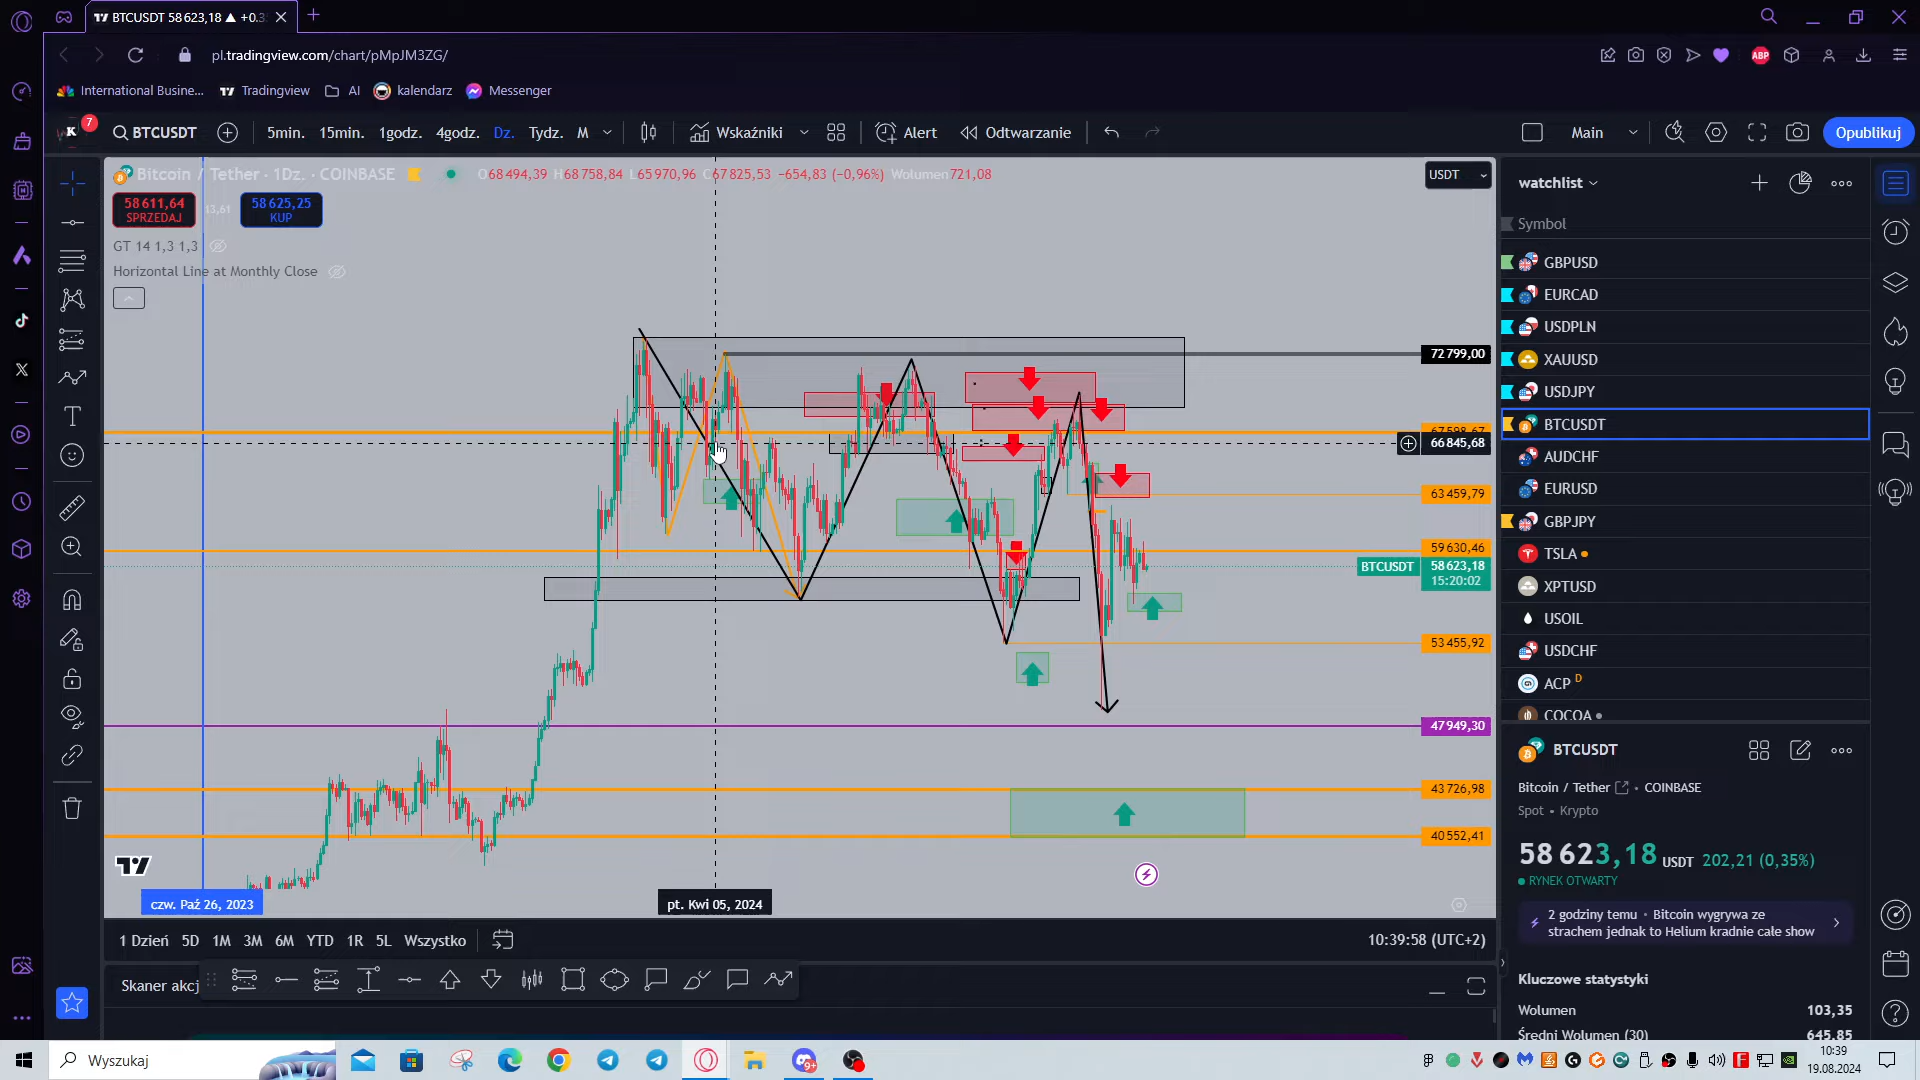 BTCUSDT 58 623,18 ▲ +0.3
pl.tradingview.com/chart/pMpJM3ZG/
ABP
International Busine... Tradingview AI kalendarz Messenger
K 7 BTCUSDT 5min. 15min. 1godz. 4godz. Dz. Tydz. M Wskaźniki Alert Odtwarzanie Main Opublikuj
Bitcoin / Tether · 1Dz. · COINBASE O68 494,39 H68 758,84 L65 970,96 C67 825,53 −654,83 (−0,96%) Wolumen721,08
USDT
58 611,64
SPRZEDAJ
13,61
58 625,25
KUP
GT 14 1,3 1,3
Horizontal Line at Monthly Close
72 799,00
67 598,67
66 845,68
63 459,79
59 630,46
BTCUSDT 58 623,18
15:20:02
53 455,92
47 949,30
43 726,98
40 552,41
czw. Paź 26, 2023
pt. Kwi 05, 2024
1 Dzień 5D 1M 3M 6M YTD 1R 5L Wszystko
10:39:58 (UTC+2)
Skaner akcj
watchlist
Symbol
GBPUSD
EURCAD
USDPLN
XAUUSD
USDJPY
BTCUSDT
AUDCHF
EURUSD
GBPJPY
TSLA
XPTUSD
USOIL
USDCHF
ACP D
COCOA
BTCUSDT
Bitcoin / Tether • COINBASE
Spot • Krypto
58 623,18 USDT 202,21 (0,35%)
RYNEK OTWARTY
2 godziny temu • Bitcoin wygrywa ze
strachem jednak to Helium kradnie całe show
Kluczowe statystyki
Wolumen 103,35
Średni Wolumen (30) 645,85
Wyszukaj
9+
10:39
19.08.2024